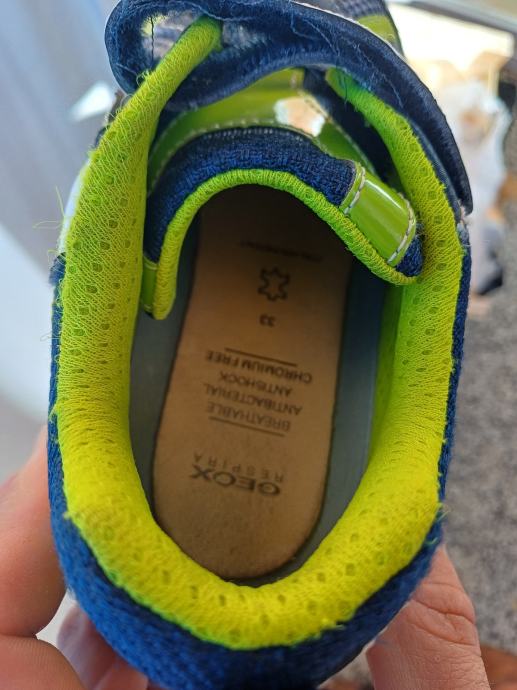 GEOX
RESPIRA
BREATHABLE
ANTIBACTERIAL
ANTISHOCK
CHROMIUM FREE
33